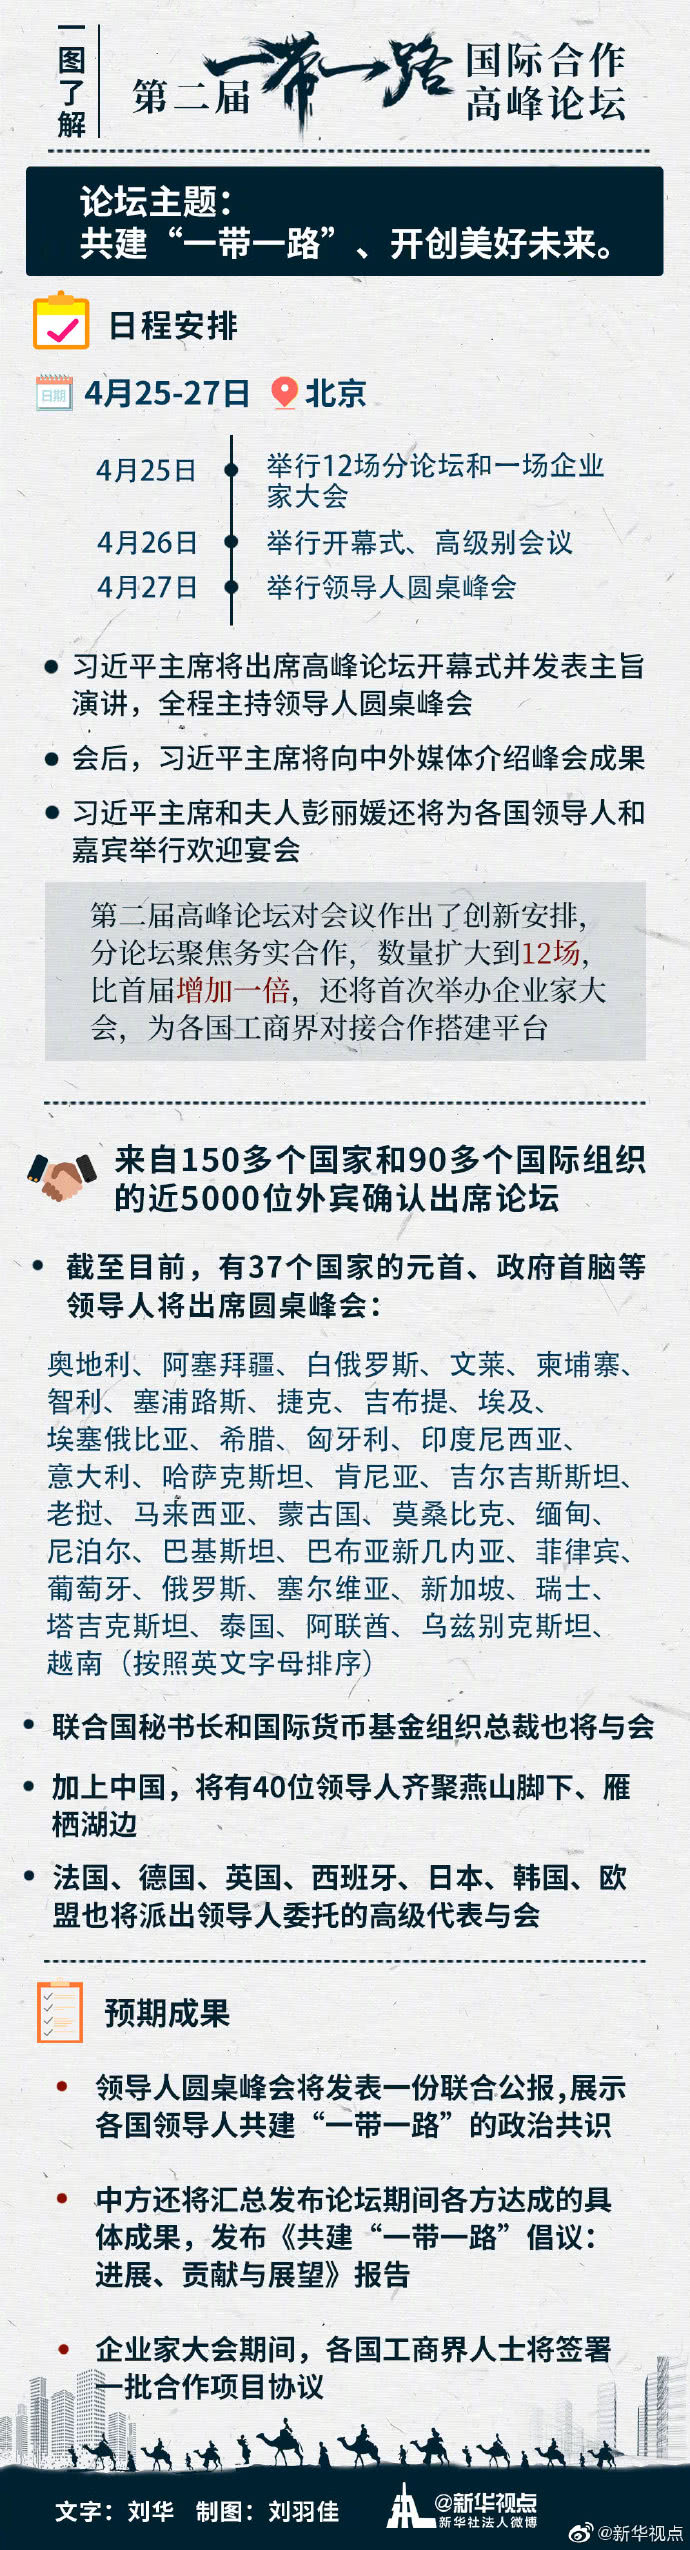 一图了解
第二届
一带一路
国际合作
高峰论坛
论坛主题：
共建“一带一路”、开创美好未来。
日程安排
日期
4月25-27日 北京
4月25日 举行12场分论坛和一场企业
家大会
4月26日 举行开幕式、高级别会议
4月27日 举行领导人圆桌峰会
习近平主席将出席高峰论坛开幕式并发表主旨
演讲，全程主持领导人圆桌峰会
会后，习近平主席将向中外媒体介绍峰会成果
习近平主席和夫人彭丽媛还将为各国领导人和
嘉宾举行欢迎宴会
第二届高峰论坛对会议作出了创新安排，
分论坛聚焦务实合作，数量扩大到12场，
比首届增加一倍，还将首次举办企业家大
会，为各国工商界对接合作搭建平台
来自150多个国家和90多个国际组织
的近5000位外宾确认出席论坛
截至目前，有37个国家的元首、政府首脑等
领导人将出席圆桌峰会：
奥地利、阿塞拜疆、白俄罗斯、文莱、柬埔寨、
智利、塞浦路斯、捷克、吉布提、埃及、
埃塞俄比亚、希腊、匈牙利、印度尼西亚、
意大利、哈萨克斯坦、肯尼亚、吉尔吉斯斯坦、
老挝、马来西亚、蒙古国、莫桑比克、缅甸、
尼泊尔、巴基斯坦、巴布亚新几内亚、菲律宾、
葡萄牙、俄罗斯、塞尔维亚、新加坡、瑞士、
塔吉克斯坦、泰国、阿联酋、乌兹别克斯坦、
越南（按照英文字母排序）
联合国秘书长和国际货币基金组织总裁也将与会
加上中国，将有40位领导人齐聚燕山脚下、雁
栖湖边
法国、德国、英国、西班牙、日本、韩国、欧
盟也将派出领导人委托的高级代表与会
预期成果
领导人圆桌峰会将发表一份联合公报，展示
各国领导人共建“一带一路”的政治共识
中方还将汇总发布论坛期间各方达成的具
体成果，发布《共建“一带一路”倡议：
进展、贡献与展望》报告
企业家大会期间，各国工商界人士将签署
一批合作项目协议
文字：刘华 制图：刘羽佳
@新华视点
新华社法人微博
@新华视点